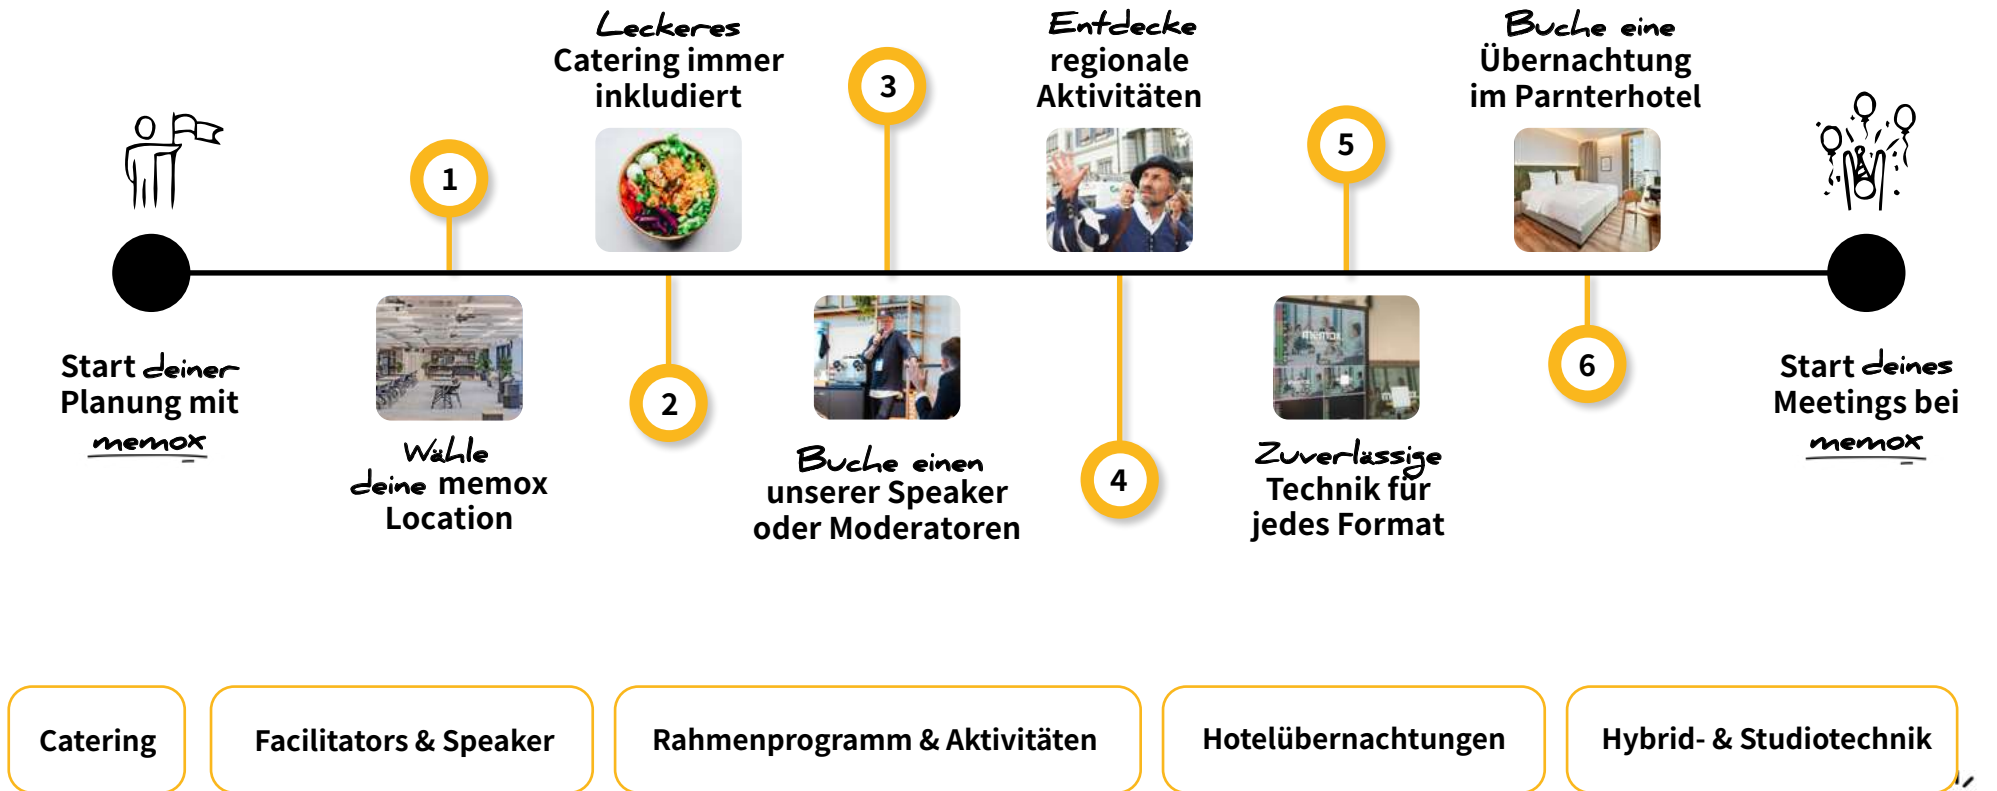 Start deiner
Planung mit
memox
1
Wähle
deine memox
Location
Leckeres
Catering immer
inkludiert
2
3
Buche einen
unserer Speaker
oder Moderatoren
Entdecke
regionale
Aktivitäten
4
5
Zuverlässige
Technik für
jedes Format
Buche eine
Übernachtung
im Parnterhotel
6
Start deines
Meetings bei
memox
memox
Catering
Facilitators & Speaker
Rahmenprogramm & Aktivitäten
Hotelübernachtungen
Hybrid- & Studiotechnik